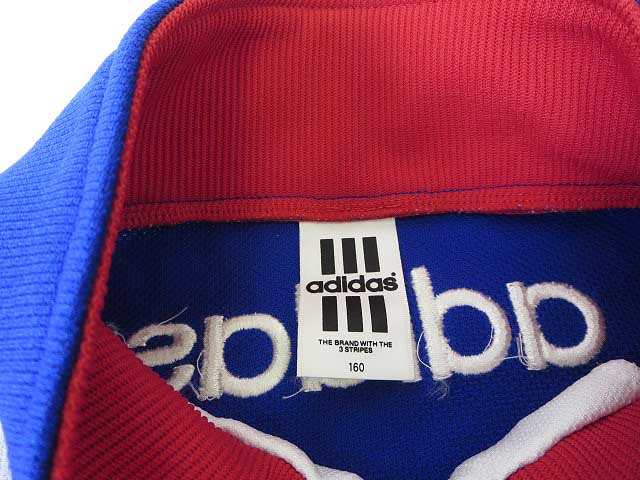 adidas
THE BRAND WITH THE
3 STRIPES
160